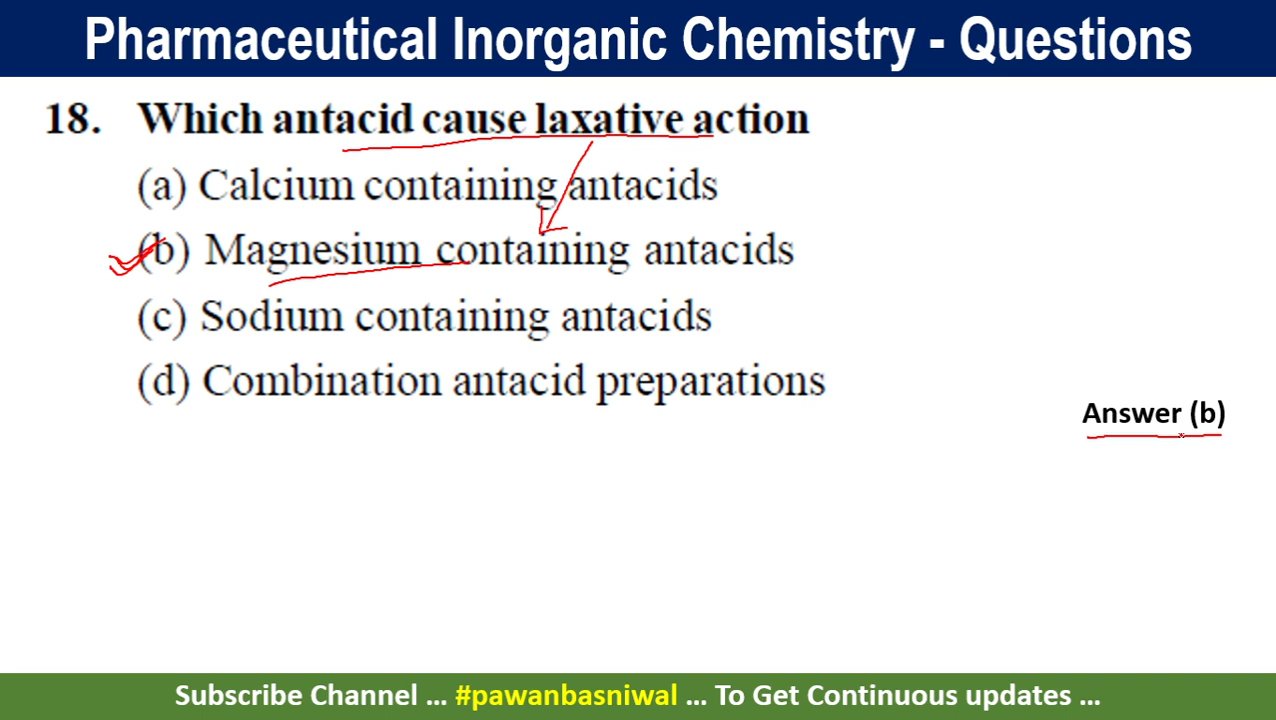 Pharmaceutical Inorganic Chemistry - Questions
18. Which antacid cause laxative action
(a) Calcium containing antacids
(b) Magnesium containing antacids
(c) Sodium containing antacids
(d) Combination antacid preparations
Answer (b)
Subscribe Channel ... #pawanbasniwal ... To Get Continuous updates ...